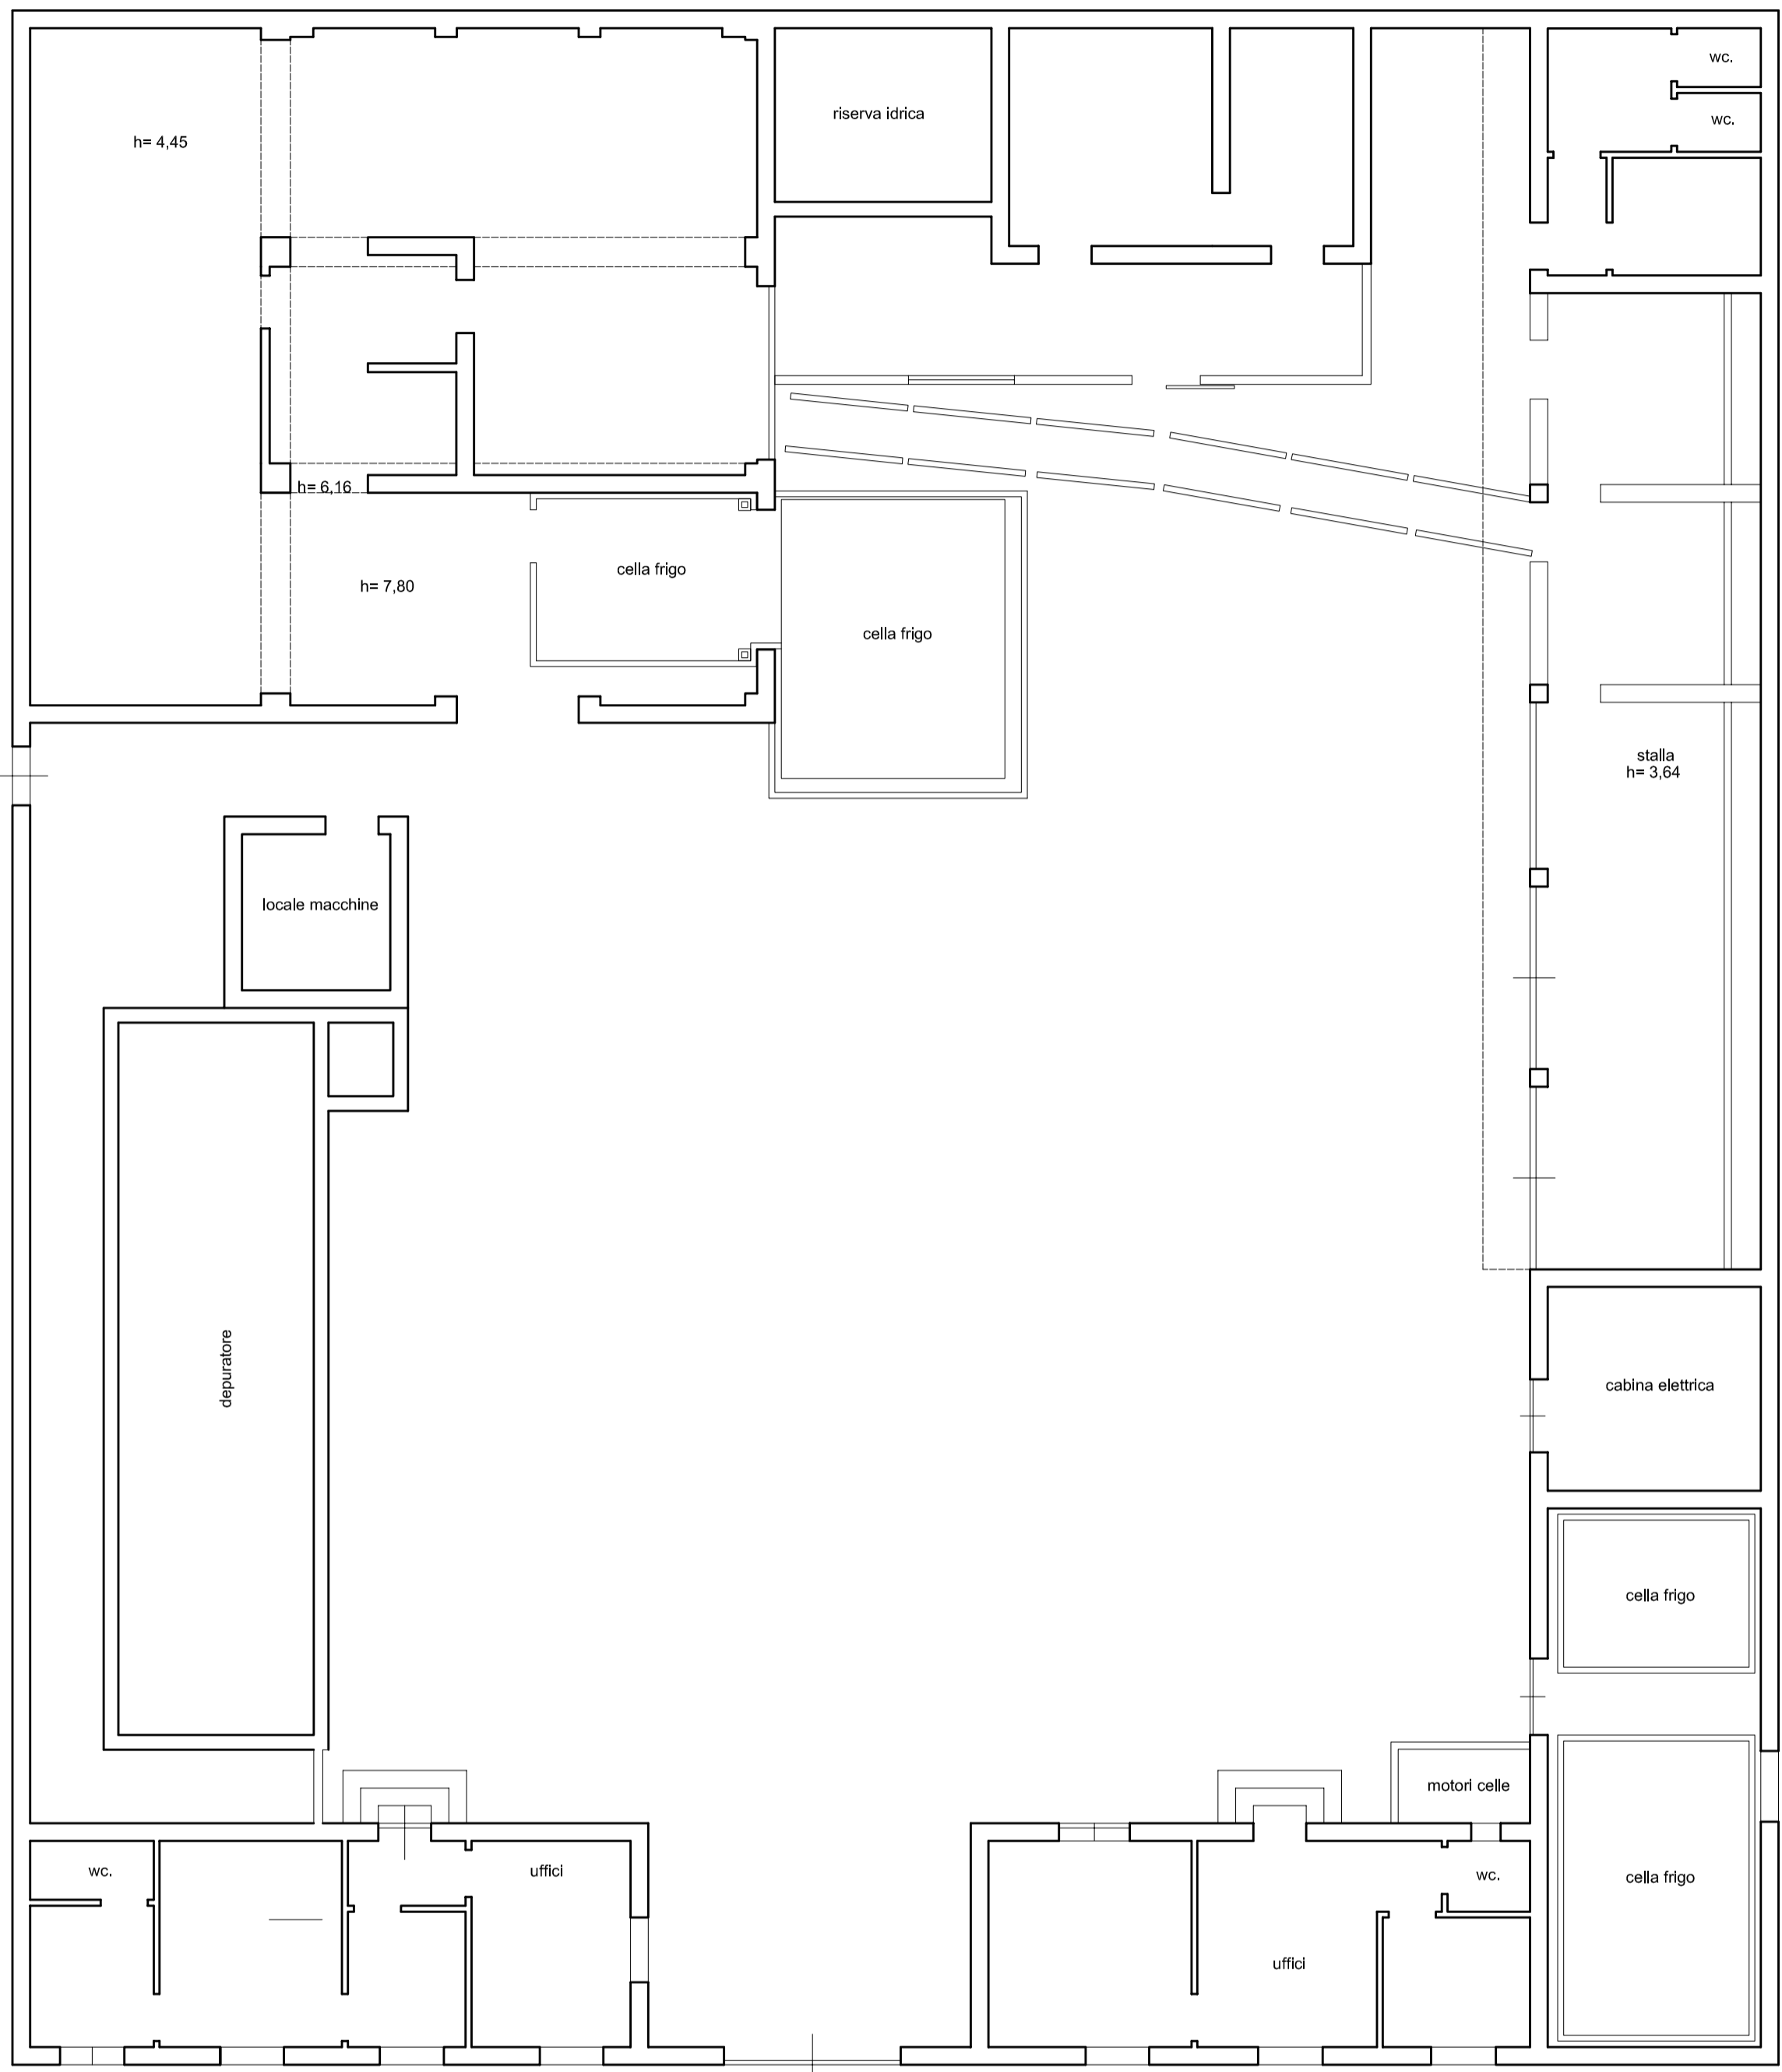 wc.
riserva idrica
wc.
h= 4,45
h= 6,16
cella frigo
h= 7,80
cella frigo
stalla
h= 3,64
locale macchine
depuratore
cabina elettrica
cella frigo
motori celle
wc.
uffici
wc.
cella frigo
uffici